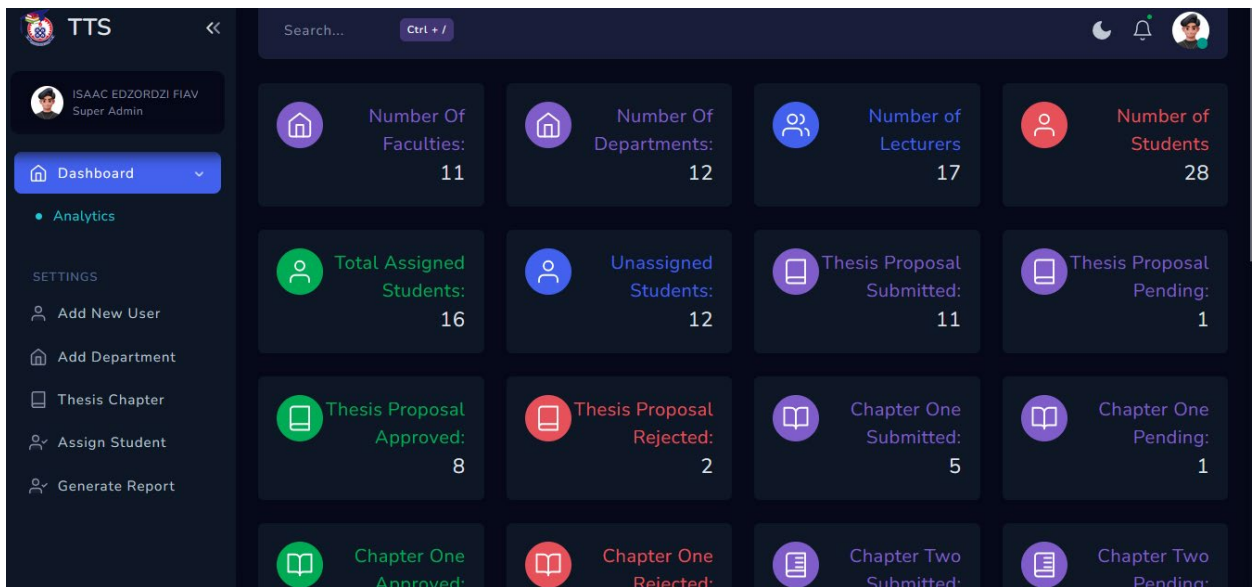 TTS
Search...
Ctrl + /
ISAAC EDZORDZI FIAV
Super Admin
Dashboard
Analytics
SETTINGS
Add New User
Add Department
Thesis Chapter
Assign Student
Generate Report
Number Of
Faculties:
11
Number Of
Departments:
12
Number of
Lecturers
17
Number of
Students
28
Total Assigned
Students:
16
Unassigned
Students:
12
Thesis Proposal
Submitted:
11
Thesis Proposal
Pending:
1
Thesis Proposal
Approved:
8
Thesis Proposal
Rejected:
2
Chapter One
Submitted:
5
Chapter One
Pending:
1
Chapter One
Approved:
Chapter One
Rejected:
Chapter Two
Submitted:
Chapter Two
Pending: